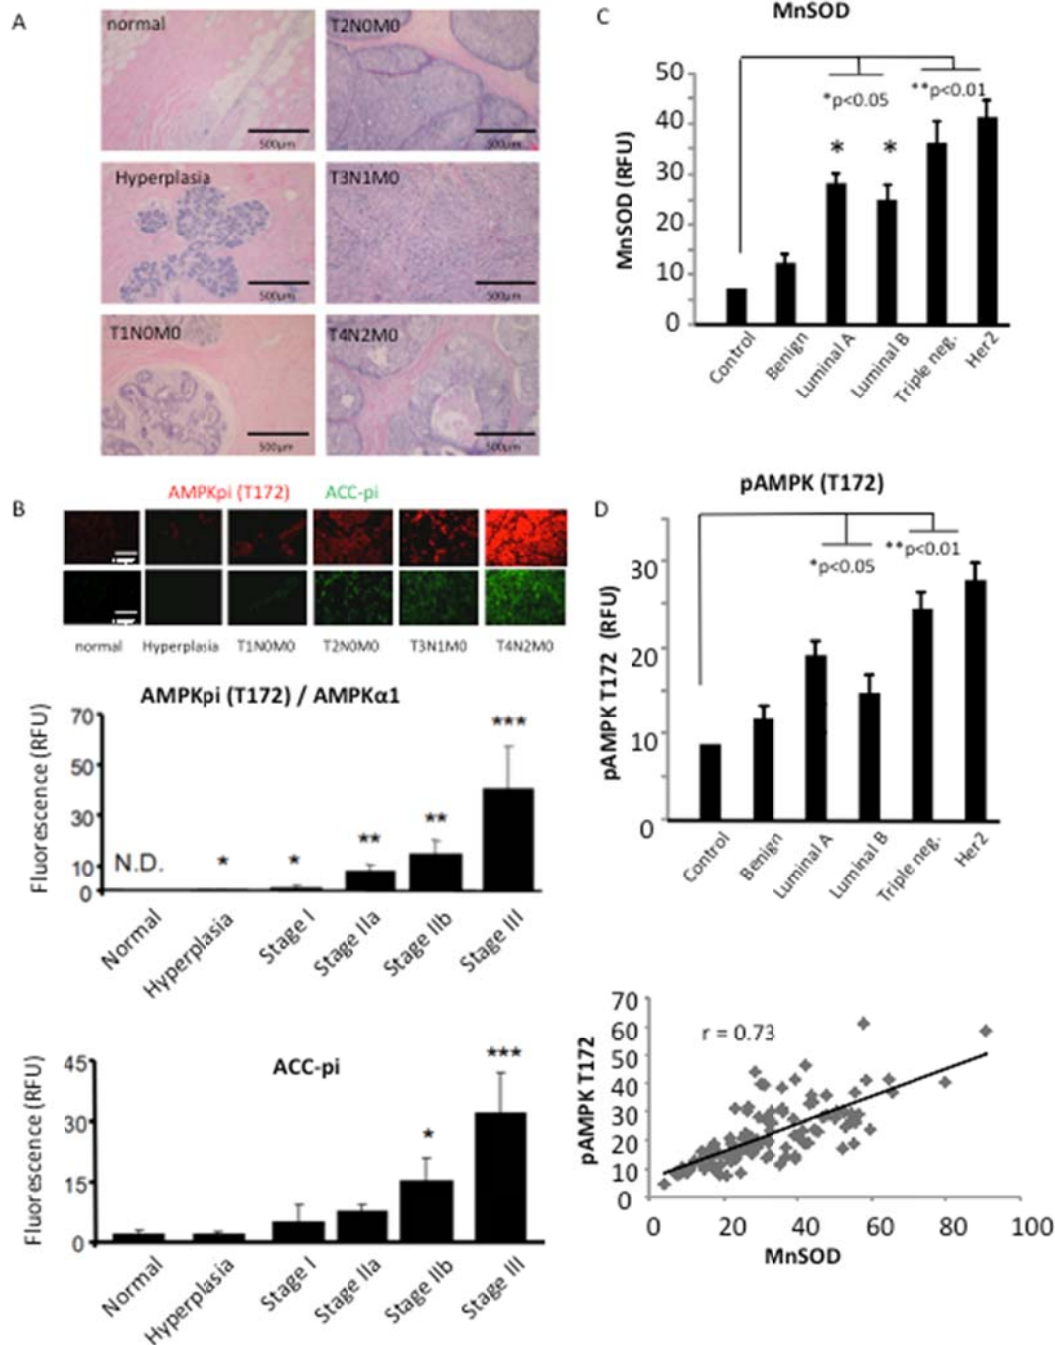 A
normal
500μm
T2N0M0
500μm
Hyperplasia
500μm
T3N1M0
500μm
T1N0M0
500μm
T4N2M0
500μm
B
AMPKpi (T172) ACC-pi
normal Hyperplasia T1N0M0 T2N0M0 T3N1M0 T4N2M0
AMPKpi (T172) / AMPKα1
Fluorescence (RFU)
70
50
30
10
0
N.D.
*
*
**
**
***
Normal
Hyperplasia
Stage I
Stage IIa
Stage IIb
Stage III
ACC-pi
Fluorescence (RFU)
45
30
15
0
*
***
Normal
Hyperplasia
Stage I
Stage IIa
Stage IIb
Stage III
C
MnSOD
MnSOD (RFU)
50
40
30
20
10
0
*p<0.05
**p<0.01
*
*
Control
Benign
Luminal A
Luminal B
Triple neg.
Her2
D
pAMPK (T172)
pAMPK T172 (RFU)
30
20
10
0
*p<0.05
**p<0.01
Control
Benign
Luminal A
Luminal B
Triple neg.
Her2
pAMPK T172
70
60
50
40
30
20
10
0
r = 0.73
0 20 40 60 80 100
MnSOD